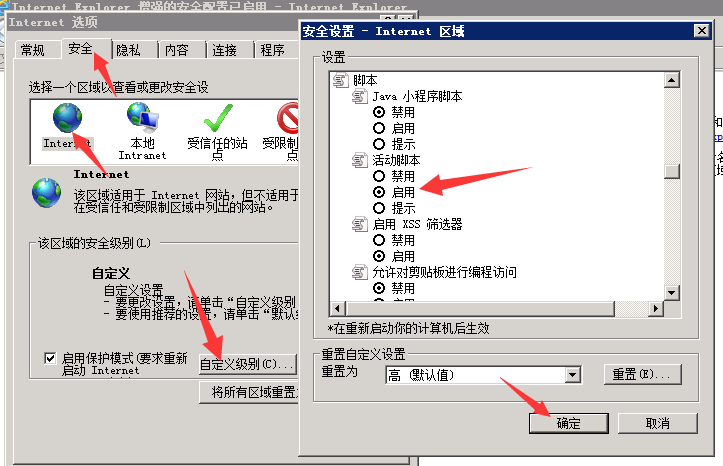 Internet Explorer 增强的安全配置已启用 - Internet Explorer
Internet 选项
常规
安全
隐私
内容
连接
程序
选择一个区域以查看或更改安全设
Internet
本地
Intranet
受信任的站
点
受限制
点
Internet
该区域适用于 Internet 网站，但不适用于
在受信任和受限制区域中列出的网站。
该区域的安全级别(L)
自定义
自定义设置
- 要更改设置，请单击“自定义级别
- 要使用推荐的设置，请单击“默认
启用保护模式(要求重新
启动 Internet
自定义级别(C)...
将所有区域重置
安全设置 - Internet 区域
设置
脚本
Java 小程序脚本
禁用
启用
提示
活动脚本
禁用
启用
提示
启用 XSS 筛选器
禁用
启用
允许对剪贴板进行编程访问
禁用
*在重新启动你的计算机后生效
重置自定义设置
重置为
高 (默认值)
重置(E)...
确定
取消